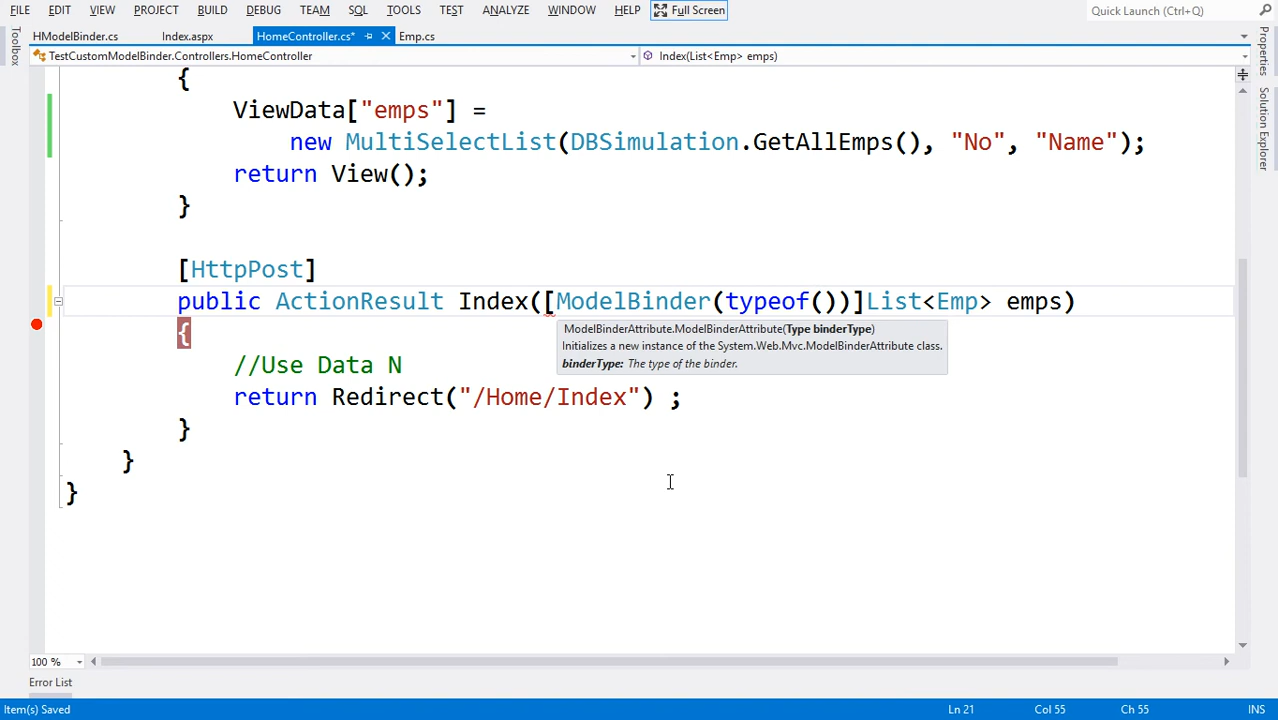 FILE EDIT VIEW PROJECT BUILD DEBUG TEAM SQL TOOLS TEST ANALYZE WINDOW HELP Full Screen Quick Launch (Ctrl+Q)
HModelBinder.cs Index.aspx HomeController.cs* Emp.cs
TestCustomModelBinder.Controllers.HomeController Index(List<Emp> emps)
Toolbox
Properties
Solution Explorer
{
ViewData["emps"] =
new MultiSelectList(DBSimulation.GetAllEmps(), "No", "Name");
return View();
}
[HttpPost]
public ActionResult Index([ModelBinder(typeof())]List<Emp> emps)
{
ModelBinderAttribute.ModelBinderAttribute(Type binderType)
Initializes a new instance of the System.Web.Mvc.ModelBinderAttribute class.
binderType: The type of the binder.
//Use Data N
return Redirect("/Home/Index") ;
}
}
}
100 %
Error List
Item(s) Saved Ln 21 Col 55 Ch 55 INS